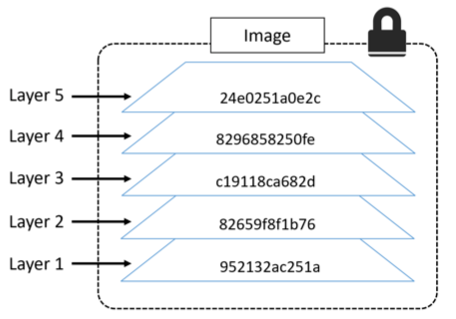 Image
Layer 5
24e0251a0e2c
Layer 4
8296858250fe
Layer 3
c19118ca682d
Layer 2
82659f8f1b76
Layer 1
952132ac251a